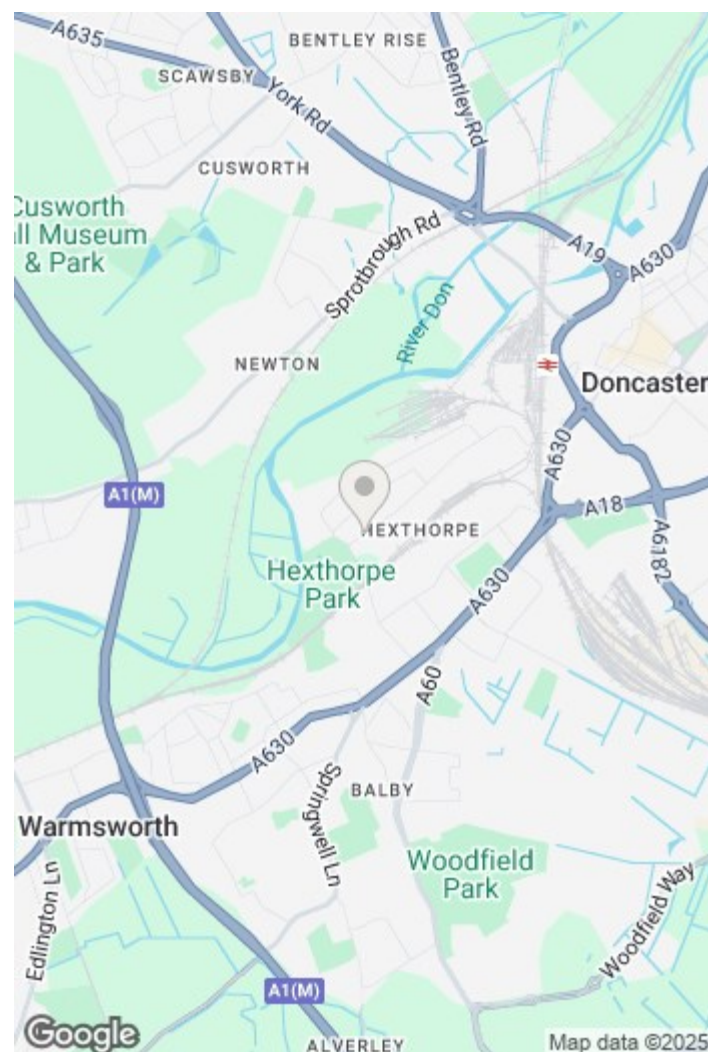 A635
BENTLEY RISE
SCAWSBY
York Rd
Bentley Rd
CUSWORTH
Cusworth
all Museum
& Park
Sprotbrough Rd
A19
A630
River Don
NEWTON
Doncaster
A630
A1(M)
A18
HEXTHORPE
A6182
Hexthorpe
Park
A630
A60
A630
Springwell Ln
BALBY
Warmsworth
Woodfield
Park
Edlington Ln
Woodfield Way
A1(M)
ALVERLEY
Google
Map data ©2025